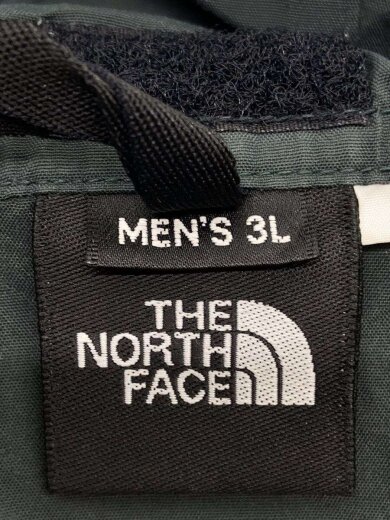 MEN'S 3L
THE
NORTH
FACE